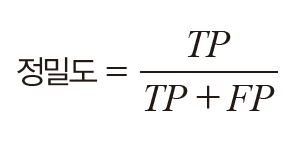 정밀도 = TP / (TP + FP)